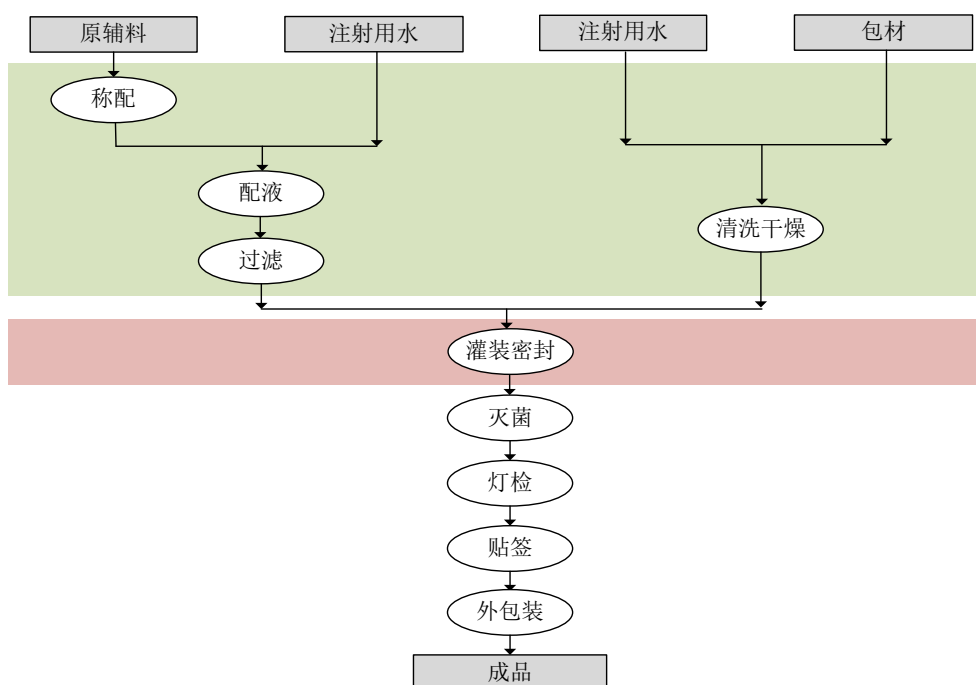 原辅料
注射用水
注射用水
包材
称配
配液
清洗干燥
过滤
灌装密封
灭菌
灯检
贴签
外包装
成品